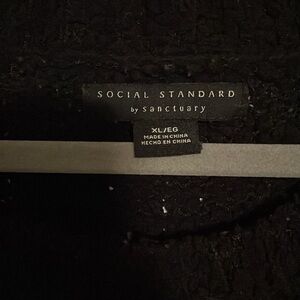 SOCIAL STANDARD
by sanctuary
XL/EG
MADE IN CHINA
HECHO EN CHINA